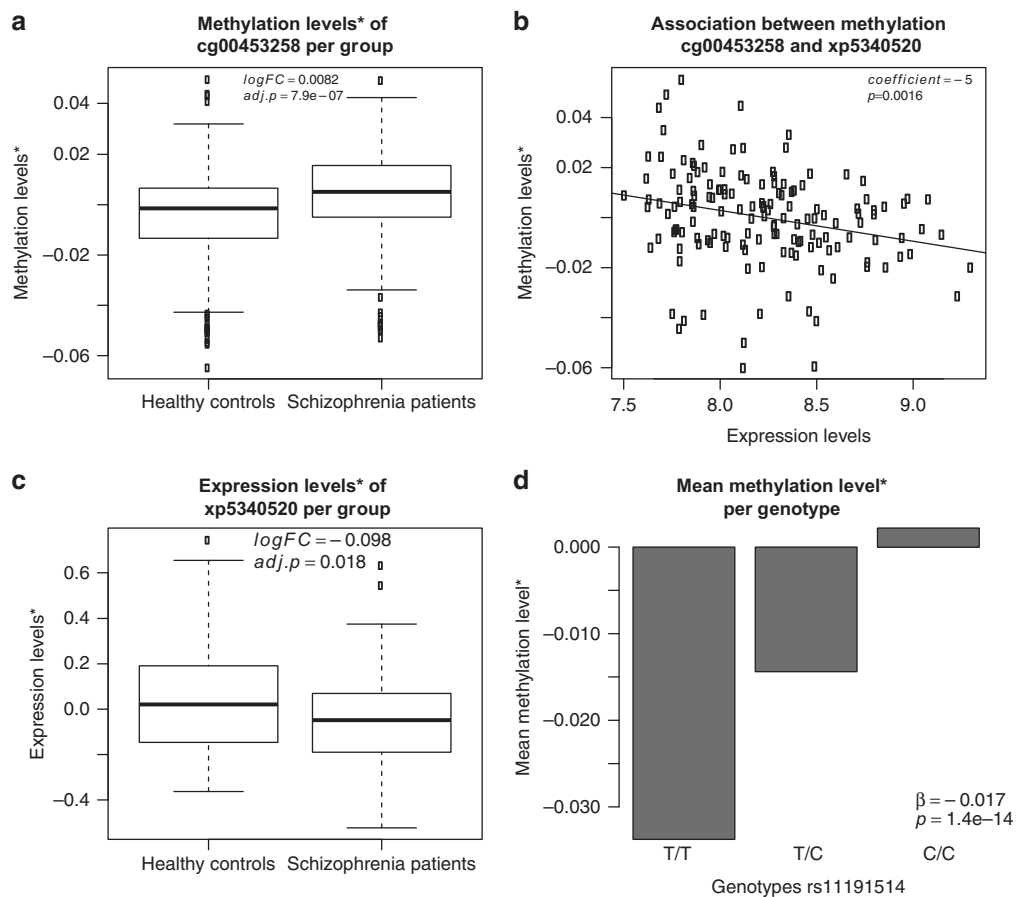 a
Methylation levels* of
cg00453258 per group
logFC = 0.0082
adj.p = 7.9e−07
0.04
0.02
−0.02
−0.06
Methylation levels*
Healthy controls
Schizophrenia patients
b
Association between methylation
cg00453258 and xp5340520
coefficient = − 5
p=0.0016
0.04
0.02
−0.02
−0.06
Methylation levels*
7.5
8.0
8.5
9.0
Expression levels
c
Expression levels* of
xp5340520 per group
logFC = − 0.098
adj.p = 0.018
0.6
0.4
0.2
0.0
−0.4
Expression levels*
Healthy controls
Schizophrenia patients
d
Mean methylation level*
per genotype
0.000
−0.010
−0.020
−0.030
Mean methylation level*
β = − 0.017
p = 1.4e−14
T/T
T/C
C/C
Genotypes rs11191514